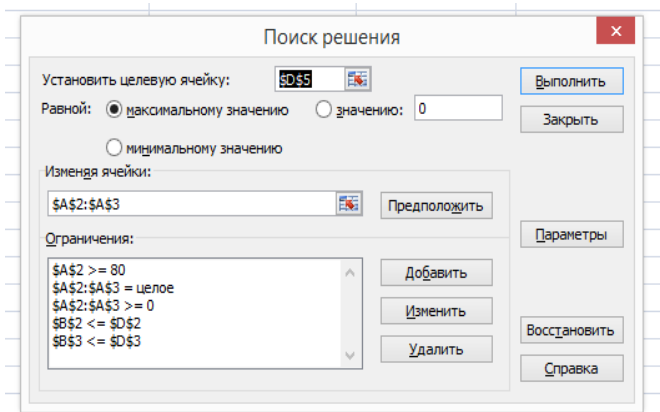 Поиск решения
Установить целевую ячейку: $D$5 Выполнить
Равной: максимальному значению значению: 0 Закрыть
минимальному значению
Изменяя ячейки:
$A$2:$A$3 Предположить
Ограничения: Параметры
$A$2 >= 80 Добавить
$A$2:$A$3 = целое
$A$2:$A$3 >= 0 Изменить
$B$2 <= $D$2 Восстановить
$B$3 <= $D$3 Удалить
Справка